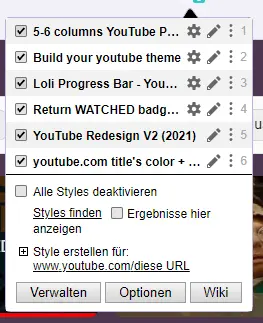 5-6 columns YouTube P... 1
Build your youtube theme 2
Loli Progress Bar - You... 3
Return WATCHED badg... 4
YouTube Redesign V2 (2021) 5
youtube.com title's color + ... 6
Alle Styles deaktivieren
Styles finden Ergebnisse hier
anzeigen
Style erstellen für:
www.youtube.com/diese URL
Verwalten Optionen Wiki